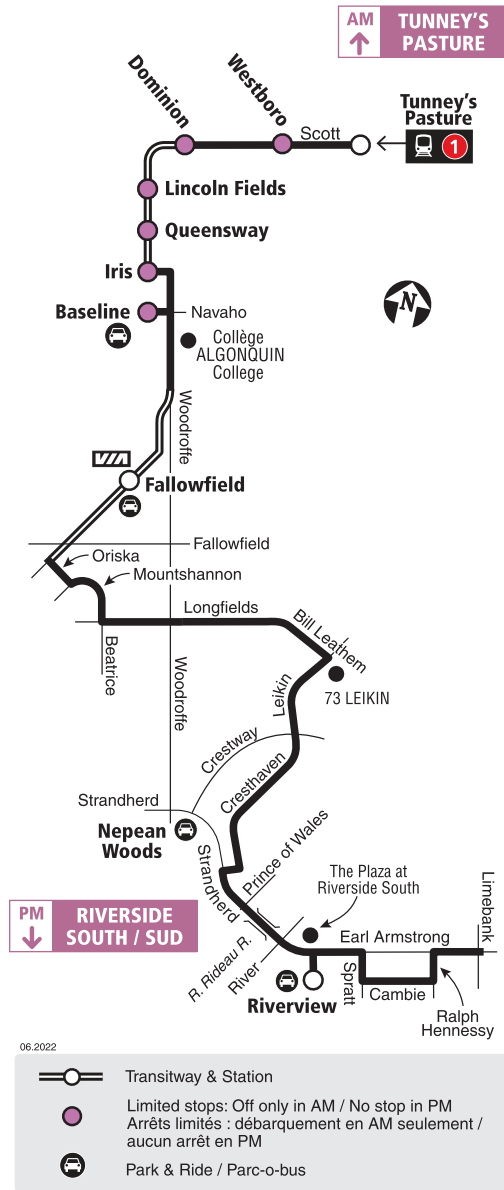 AM
TUNNEY'S
PASTURE
Dominion
Westboro
Tunney's
Pasture
Scott
1
Lincoln Fields
Queensway
Iris
Baseline
Navaho
N
Collège
ALGONQUIN
College
Woodroffe
Fallowfield
Fallowfield
Oriska
Mountshannon
Longfields
Bill Leathem
Beatrice
Woodroffe
Leikin
73 LEIKIN
Crestway
Cresthaven
Strandherd
Nepean
Woods
Strandherd
Prince of Wales
The Plaza at
Riverside South
Limebank
PM
RIVERSIDE
SOUTH / SUD
R. Rideau R.
River
Earl Armstrong
Riverview
Spratt
Cambie
Ralph
Hennessy
06.2022
Transitway & Station
Limited stops: Off only in AM / No stop in PM
Arrêts limités : débarquement en AM seulement /
aucun arrêt en PM
Park & Ride / Parc-o-bus